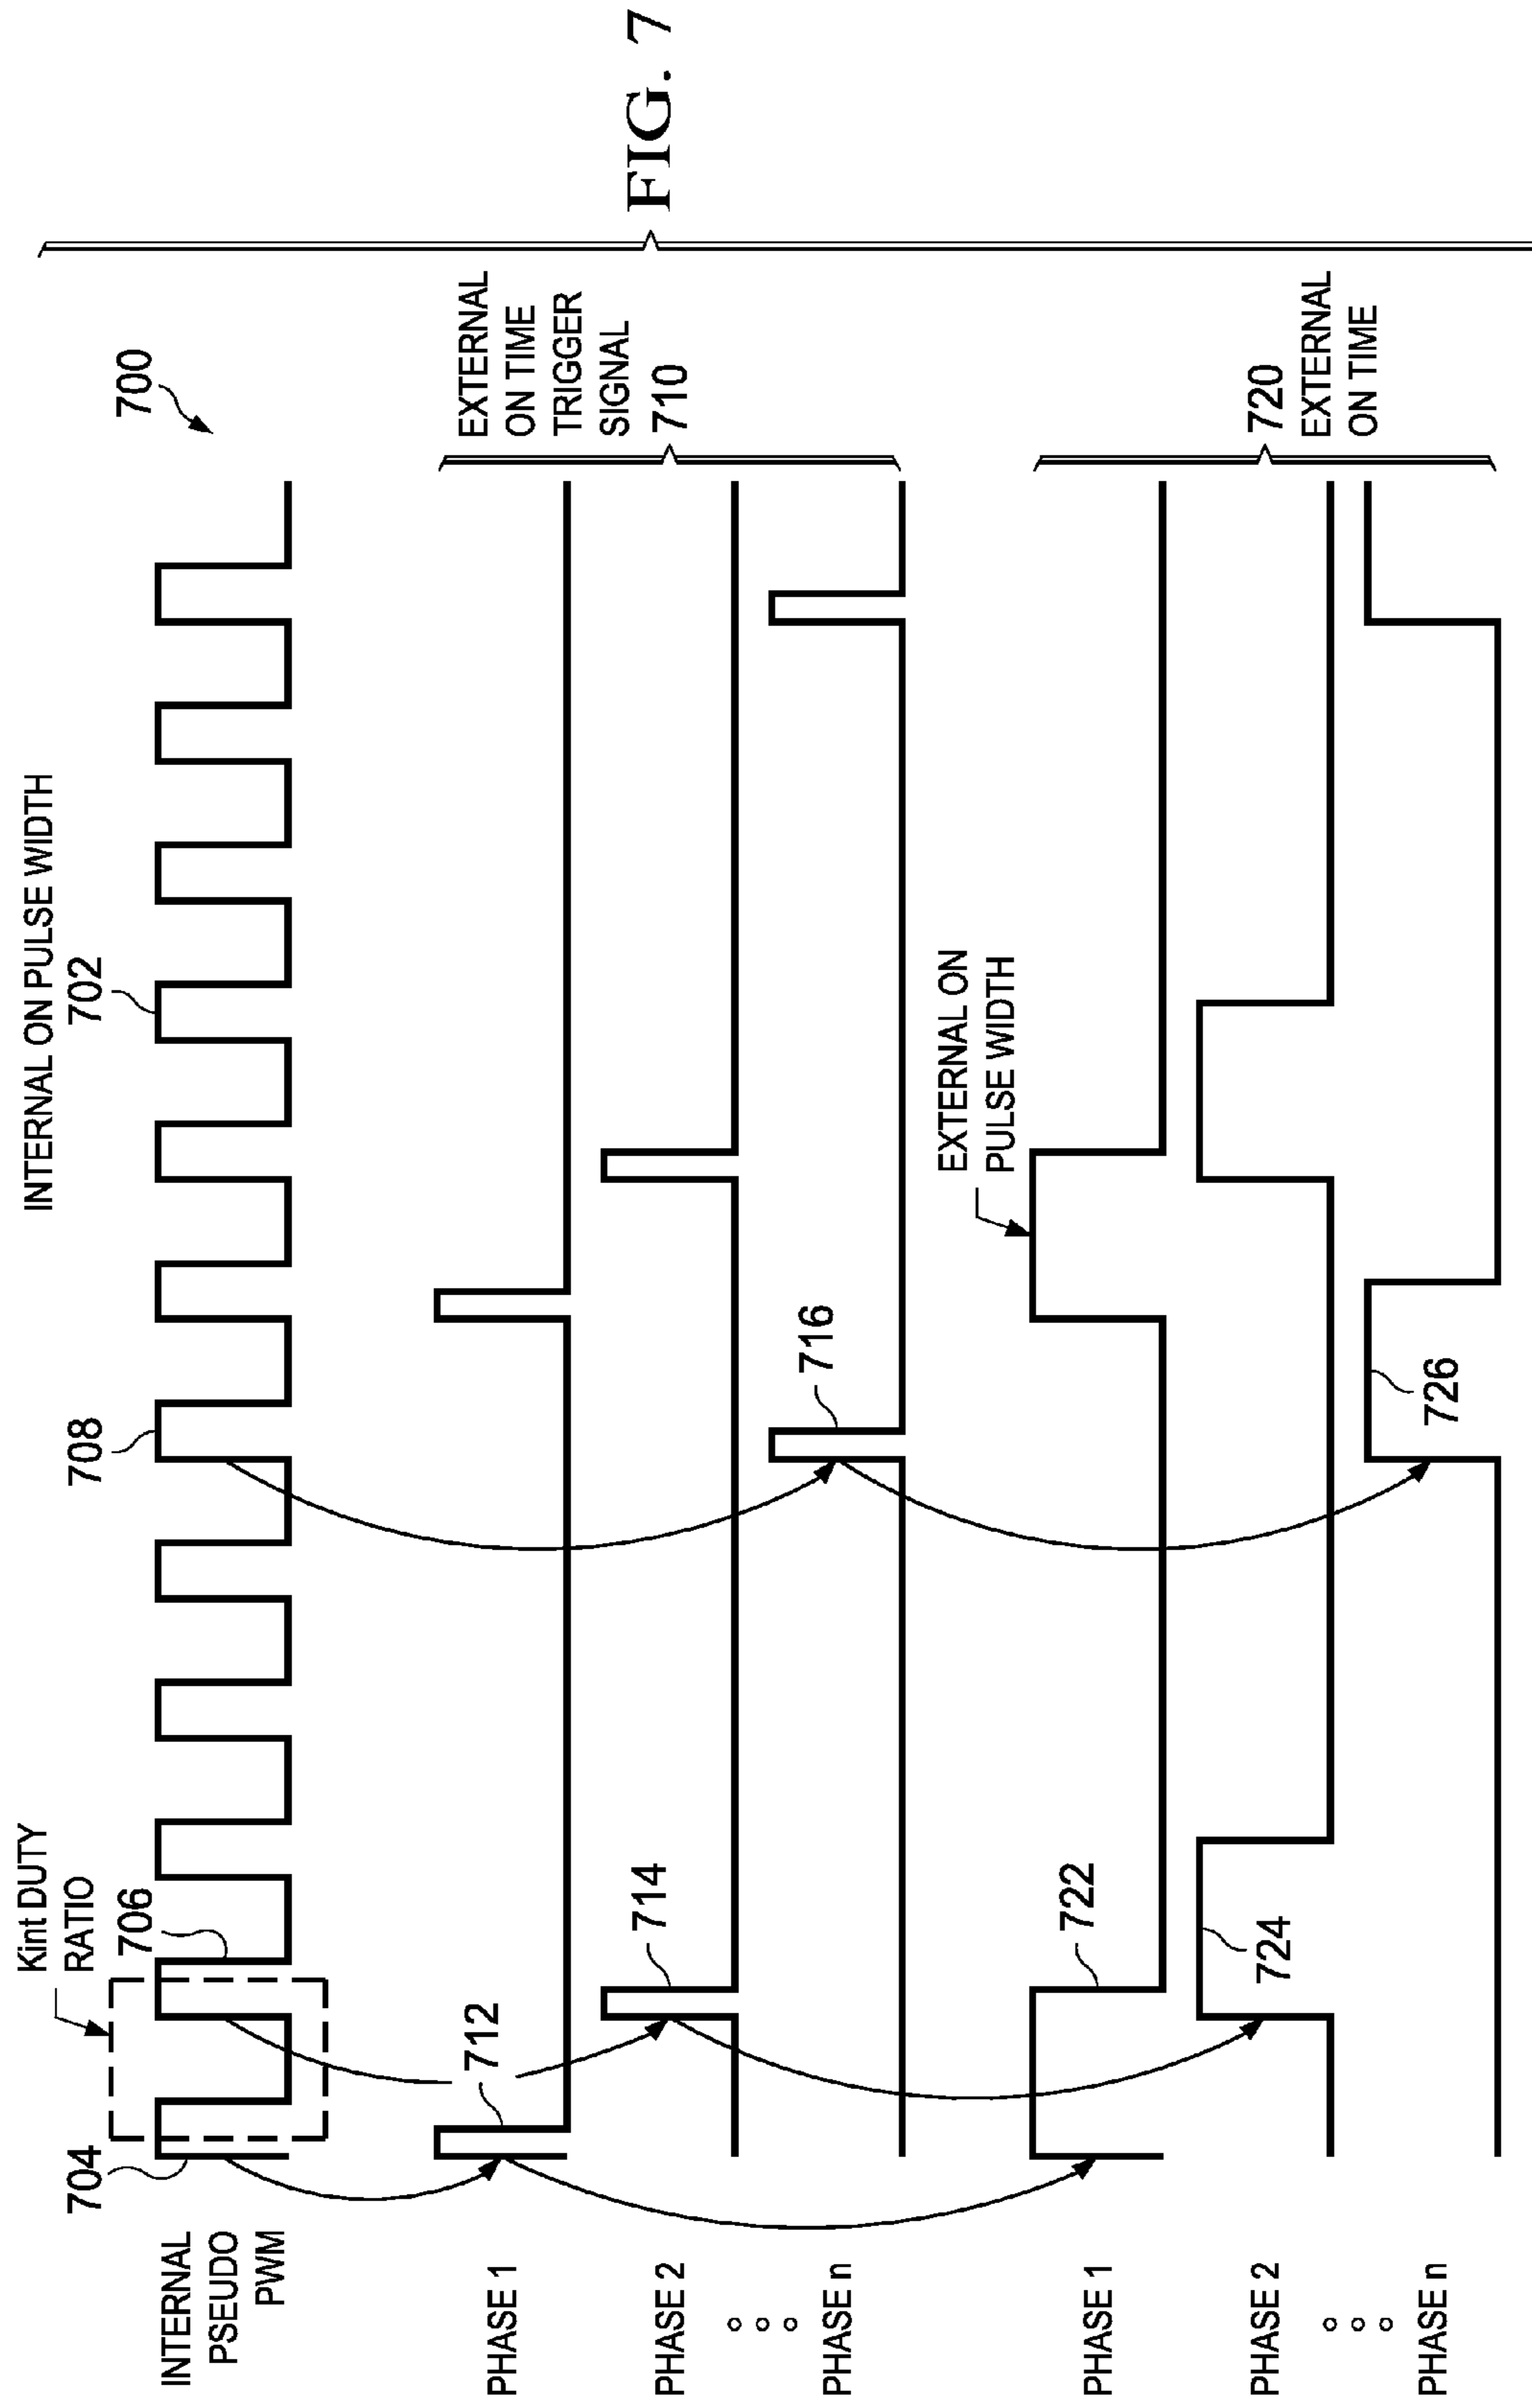 INTERNAL ON PULSE WIDTH
702
700
Kint DUTY
RATIO
704
706
708
INTERNAL
PSEUDO
PWM
PHASE 1
712
PHASE 2
714
PHASE n
716
EXTERNAL
ON TIME
TRIGGER
SIGNAL
710
EXTERNAL ON
PULSE WIDTH
PHASE 1
722
PHASE 2
724
PHASE n
726
720
EXTERNAL
ON TIME
FIG. 7